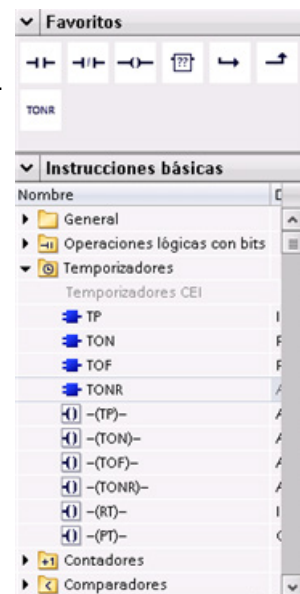 Favoritos
??
TONR
Instrucciones básicas
Nombre
General
Operaciones lógicas con bits
Temporizadores
Temporizadores CEI
TP
TON
TOF
TONR
–(TP)–
–(TON)–
–(TOF)–
–(TONR)–
–(RT)–
–(PT)–
+1 Contadores
Comparadores